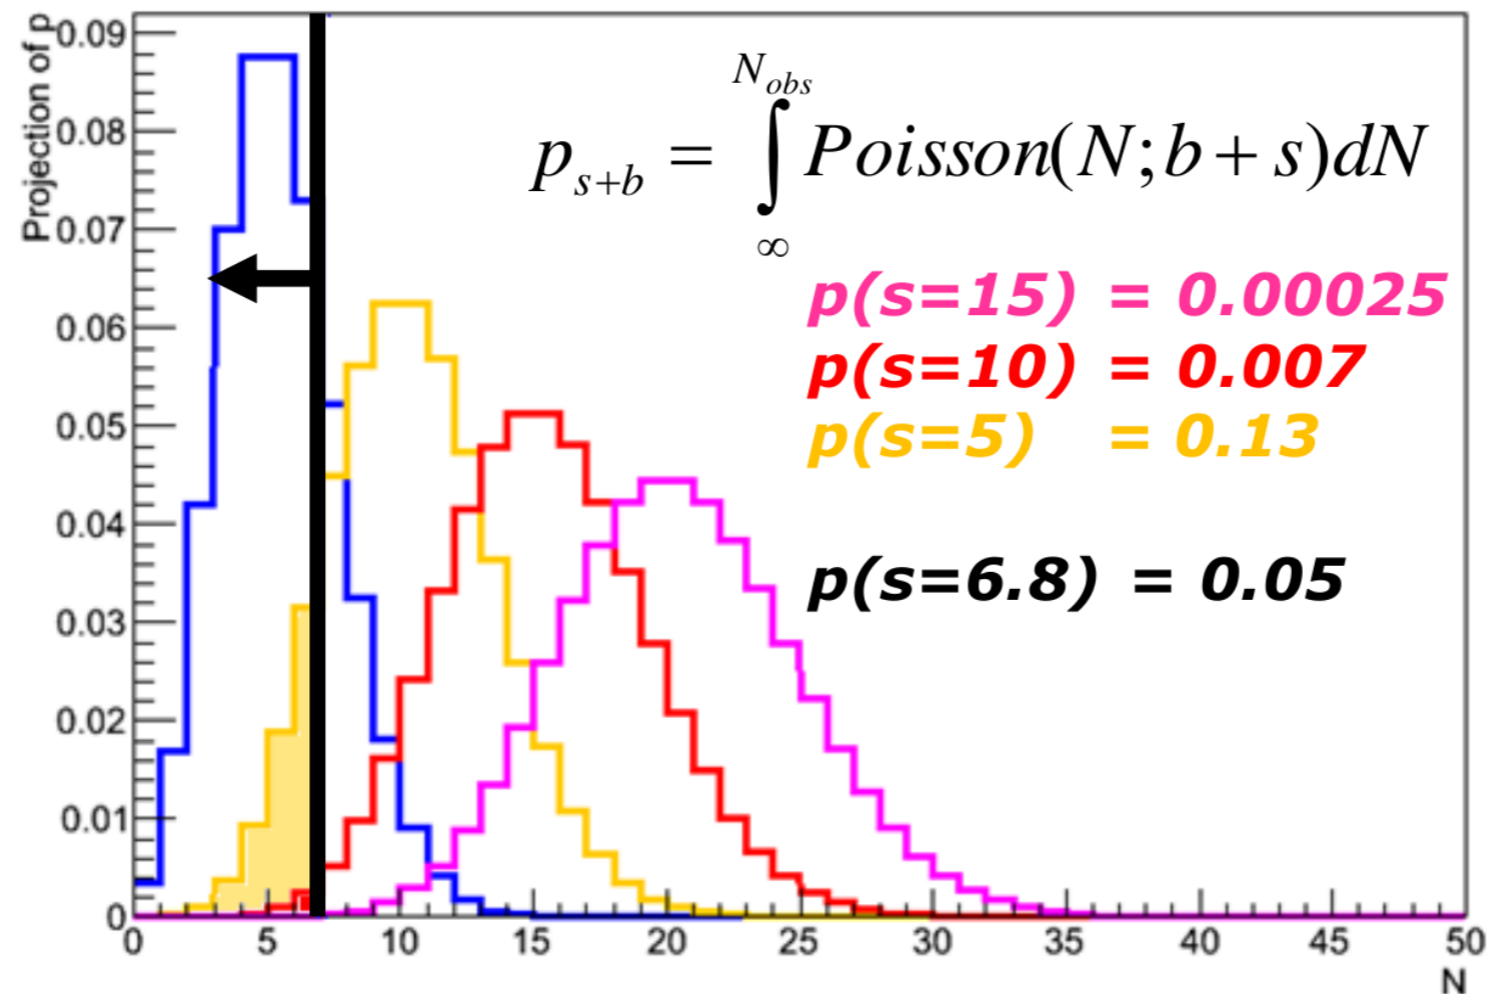 Projection of p
0.09
0.08
0.07
0.06
0.05
0.04
0.03
0.02
0.01
0
N_obs
p_{s+b} = ∫ Poisson(N; b + s)dN
∞
p(s=15) = 0.00025
p(s=10) = 0.007
p(s=5) = 0.13
p(s=6.8) = 0.05
0 5 10 15 20 25 30 35 40 45 50
N